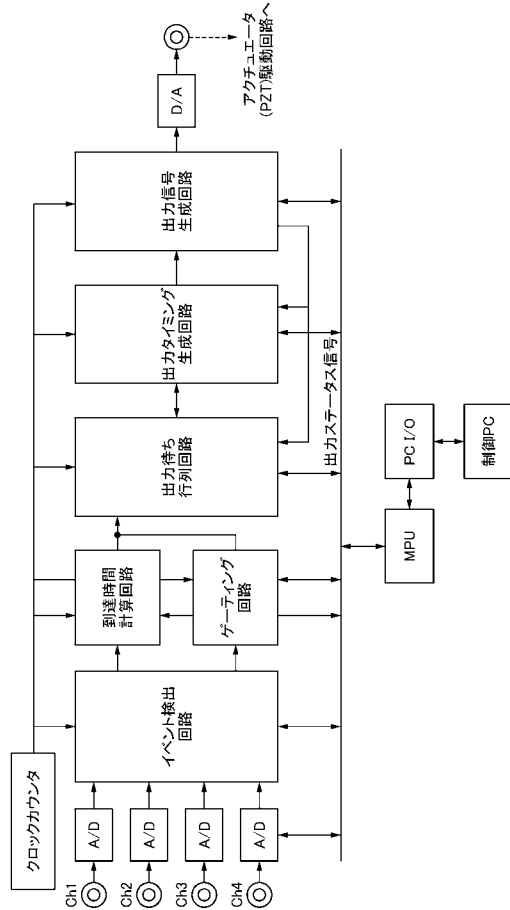 クロックカウンタ
Ch1
A/D
Ch2
A/D
Ch3
A/D
Ch4
A/D
イベント検出
回路
到達時間
計算回路
ゲーティング
回路
出力待ち
行列回路
出力タイミング
生成回路
出力信号
生成回路
D/A
アクチュエータ
(PZT)駆動回路へ
出力ステータス信号
MPU
PC I/O
制御PC